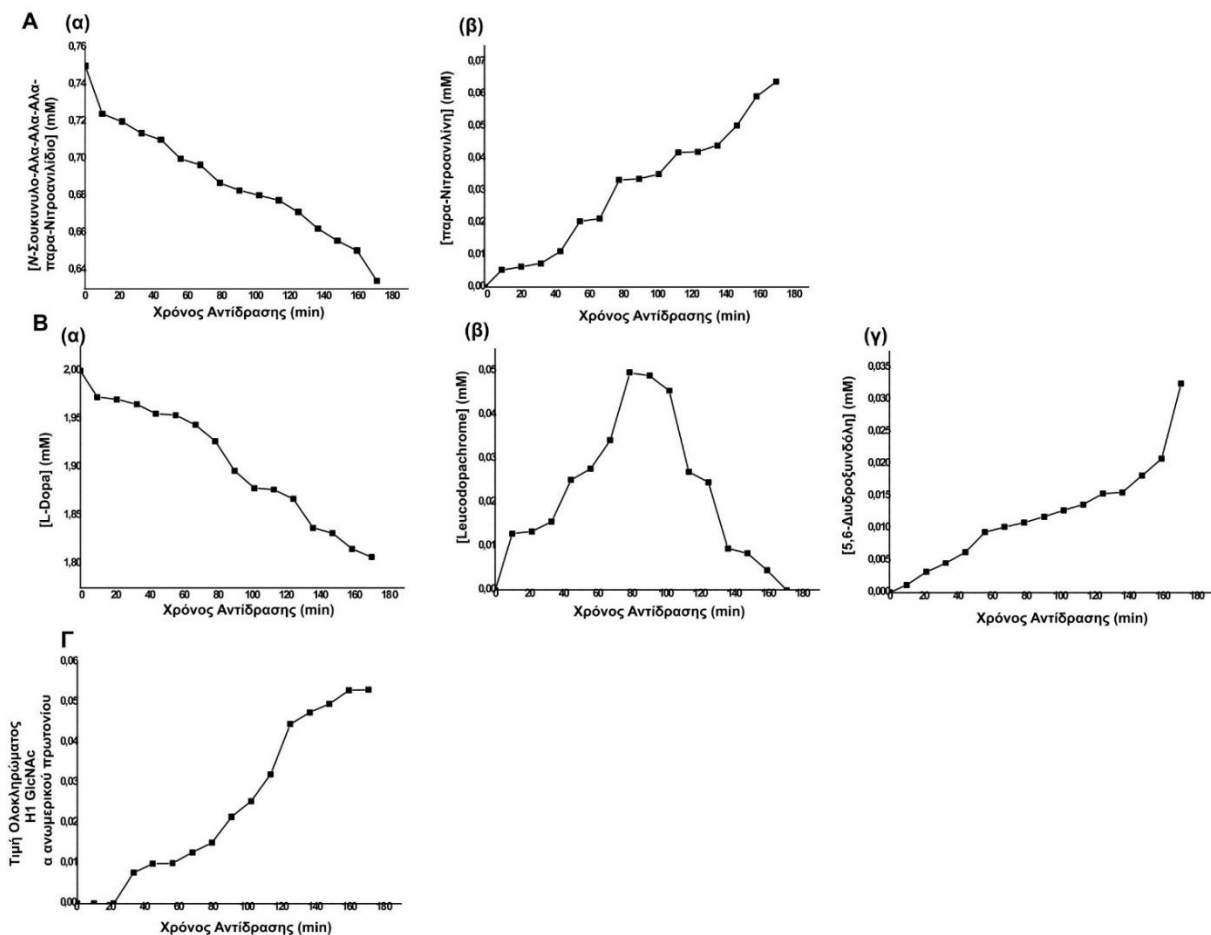 Α
(α)
0,76
0,74
0,72
0,70
0,68
0,66
0,64
0 20 40 60 80 100 120 140 160 180
[N-Σουκυνυλο-Αλα-Αλα-Αλα-
παρα-Νιτροανιλίδιο] (mM)
Χρόνος Αντίδρασης (min)
(β)
0,07
0,06
0,05
0,04
0,03
0,02
0,01
0,00
0 20 40 60 80 100 120 140 160 180
[παρα-Νιτροανιλίνη] (mM)
Χρόνος Αντίδρασης (min)
Β
(α)
2,00
1,95
1,90
1,85
1,80
0 20 40 60 80 100 120 140 160 180
[L-Dopa] (mM)
Χρόνος Αντίδρασης (min)
(β)
0,05
0,04
0,03
0,02
0,01
0,00
0 20 40 60 80 100 120 140 160 180
[Leucodopachrome] (mM)
Χρόνος Αντίδρασης (min)
(γ)
0,035
0,030
0,025
0,020
0,015
0,010
0,005
0,000
0 20 40 60 80 100 120 140 160 180
[5,6-Διυδροξυινδόλη] (mM)
Χρόνος Αντίδρασης (min)
Γ
0,06
0,05
0,04
0,03
0,02
0,01
0,00
0 20 40 60 80 100 120 140 160 180
Τιμή Ολοκληρώματος
H1 GlcNAc
α ανωμερικού πρωτονίου
Χρόνος Αντίδρασης (min)